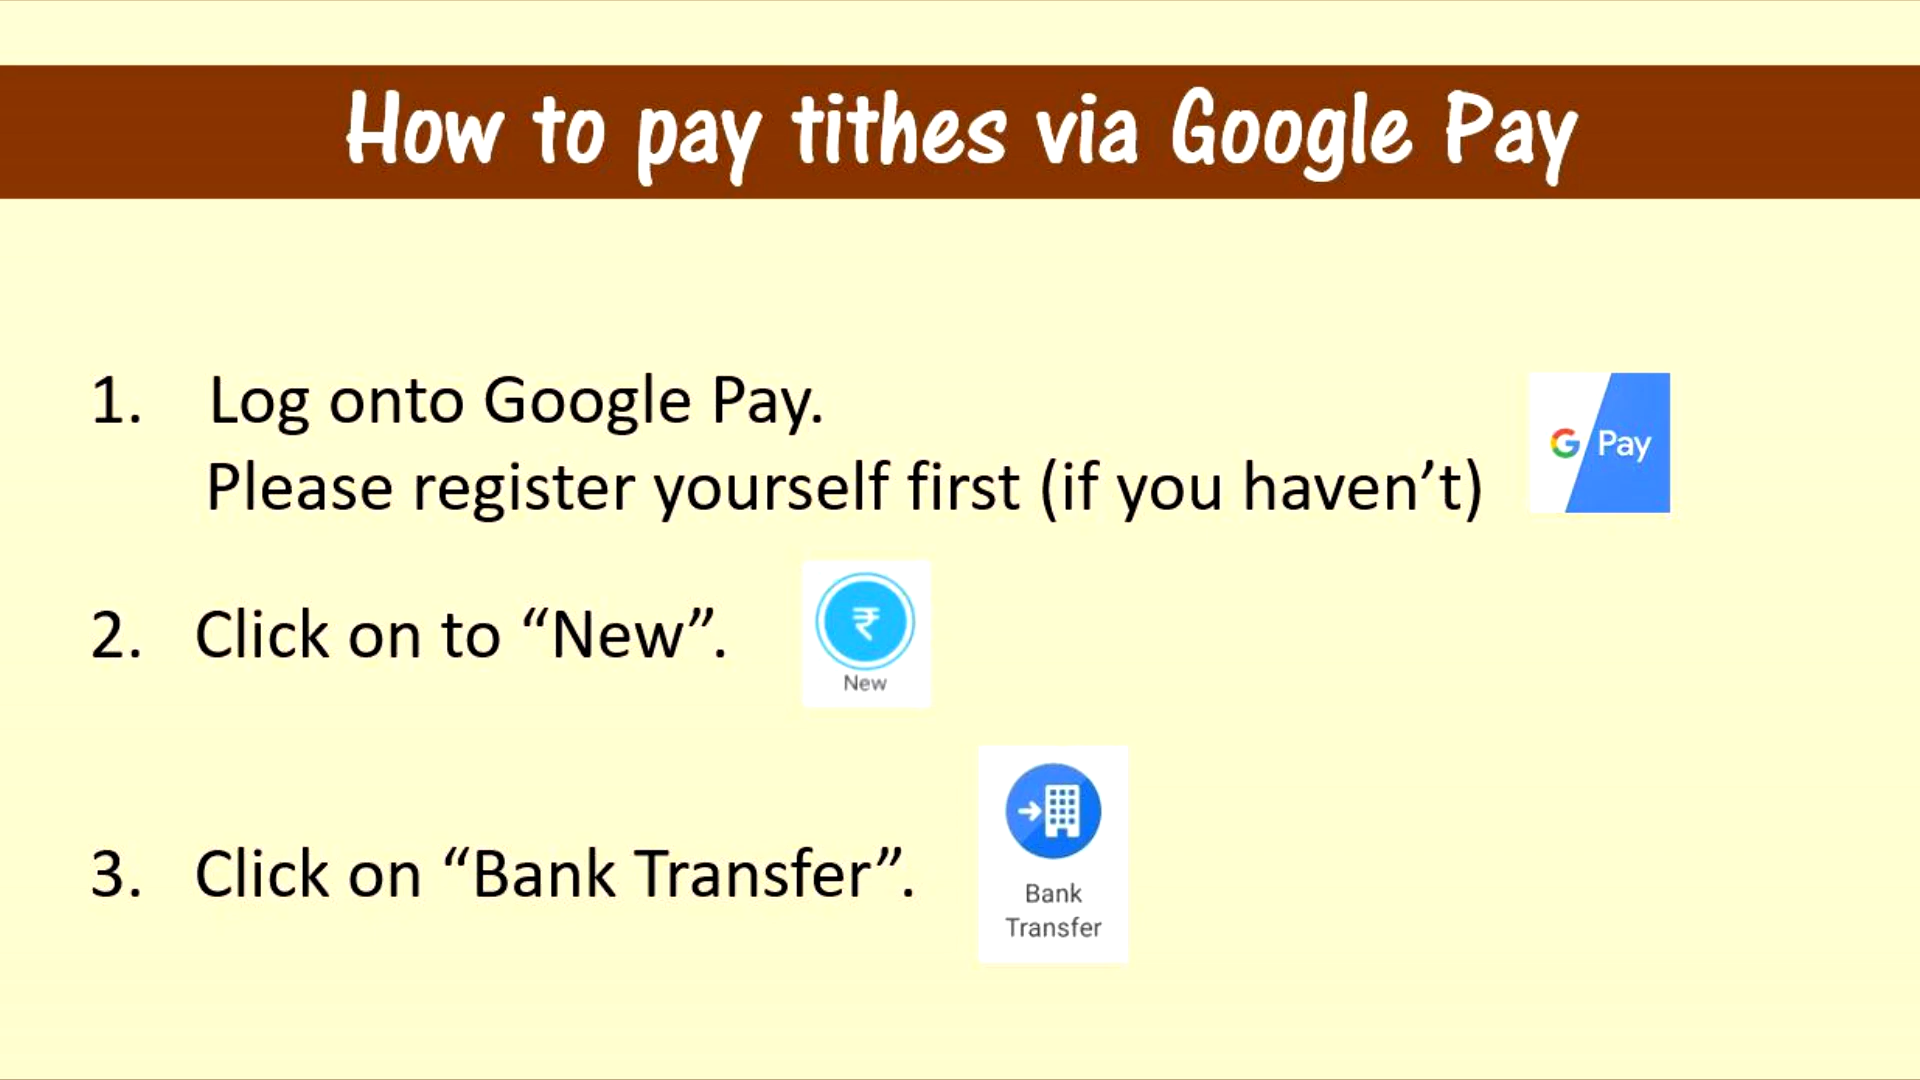 How to pay tithes via Google Pay
1. Log onto Google Pay.
Please register yourself first (if you haven’t)
G Pay
2. Click on to “New”.
₹
New
3. Click on “Bank Transfer”.
Bank
Transfer